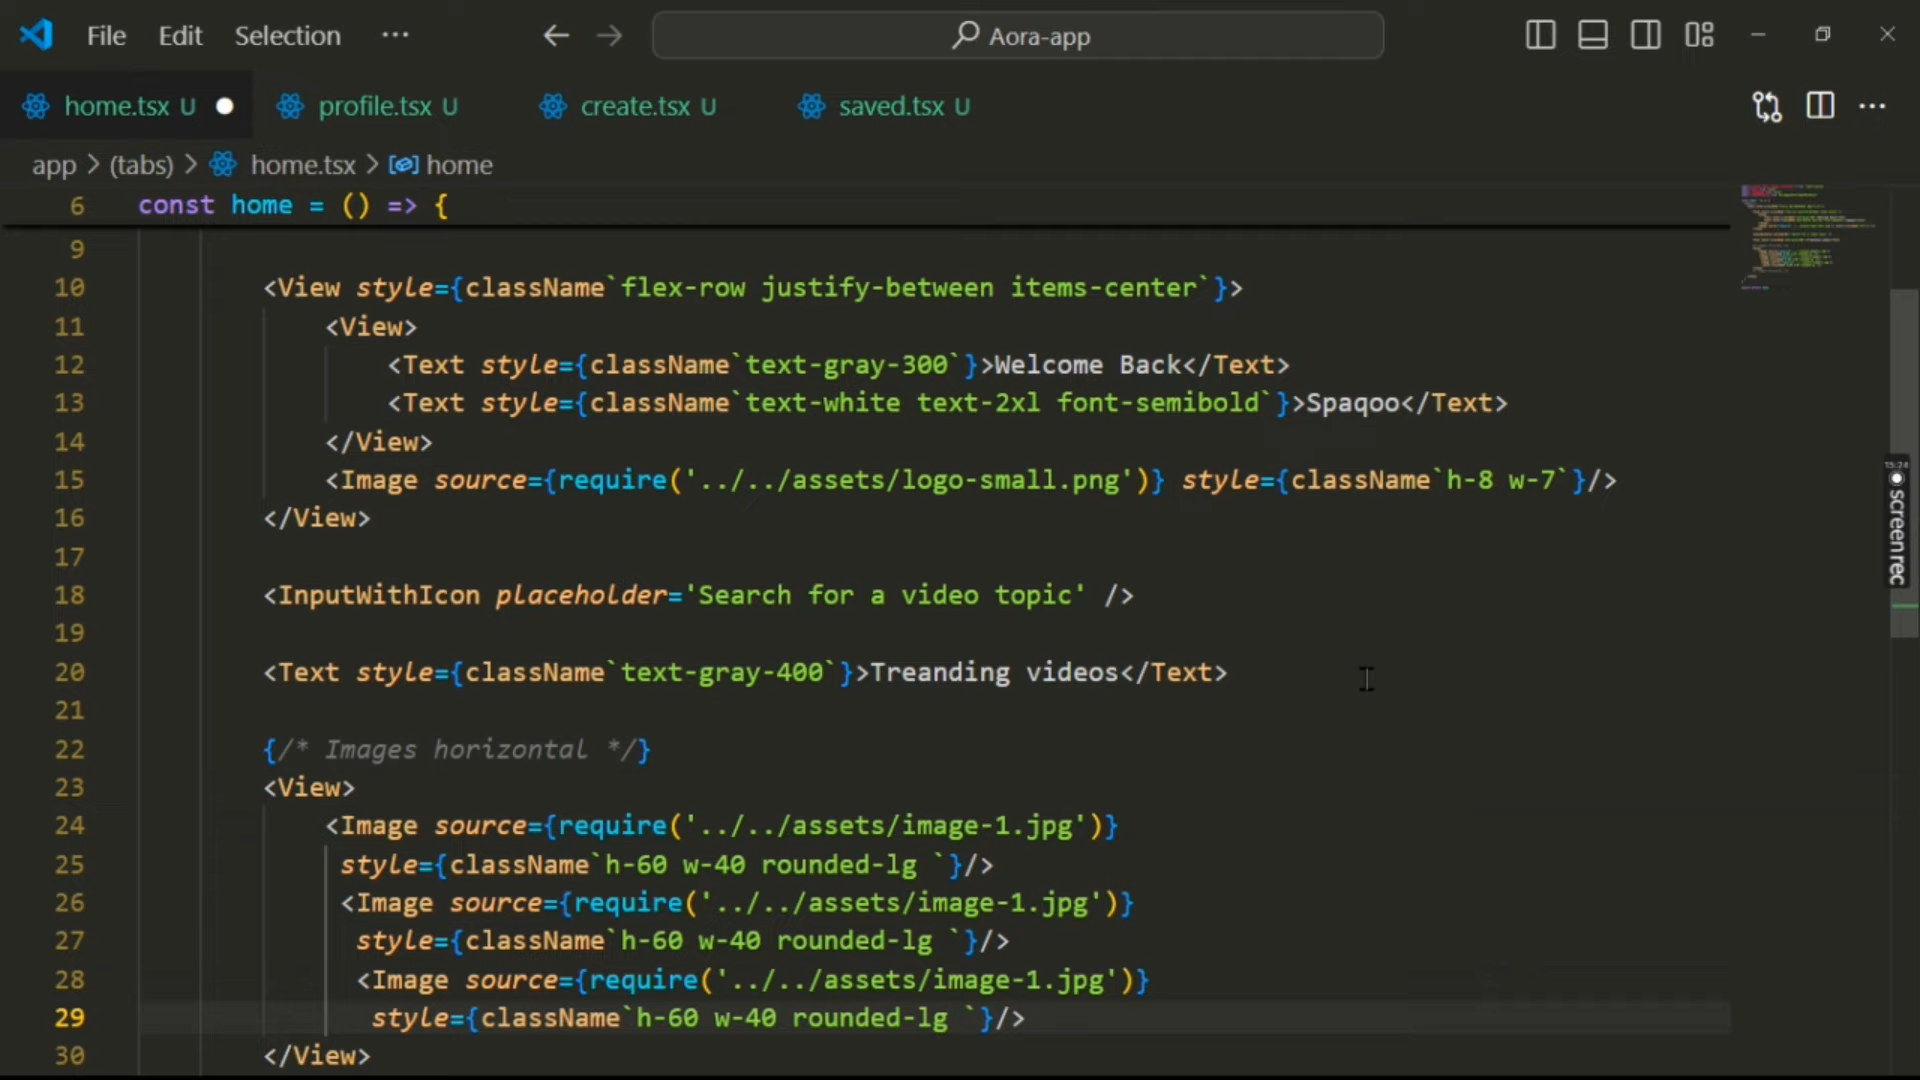 File Edit Selection ··· Aora-app
home.tsx U profile.tsx U create.tsx U saved.tsx U ···
app > (tabs) > home.tsx > home
6 const home = () => {
9
10 <View style={className`flex-row justify-between items-center`}>
11 <View>
12 <Text style={className`text-gray-300`}>Welcome Back</Text>
13 <Text style={className`text-white text-2xl font-semibold`}>Spaqoo</Text>
14 </View>
15 <Image source={require('../../assets/logo-small.png')} style={className`h-8 w-7`}/>
16 </View>
17
18 <InputWithIcon placeholder='Search for a video topic' />
19
20 <Text style={className`text-gray-400`}>Treanding videos</Text>
21
22 {/* Images horizontal */}
23 <View>
24 <Image source={require('../../assets/image-1.jpg')}
25 style={className`h-60 w-40 rounded-lg `}/>
26 <Image source={require('../../assets/image-1.jpg')}
27 style={className`h-60 w-40 rounded-lg `}/>
28 <Image source={require('../../assets/image-1.jpg')}
29 style={className`h-60 w-40 rounded-lg `}/>
30 </View>
15:24
screenrec